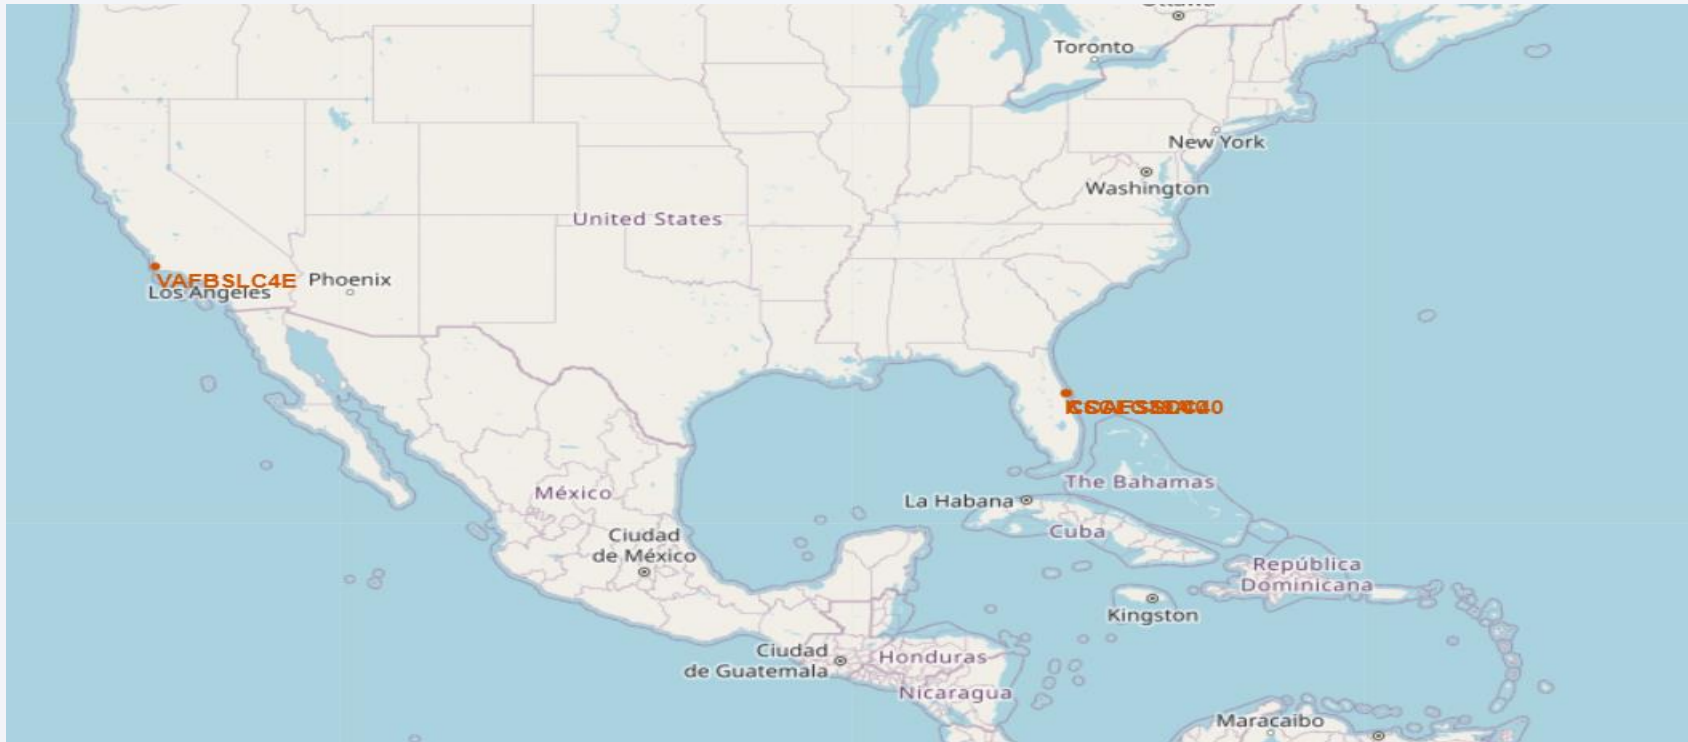 Toronto
New York
Washington
United States
VAFBSLC4E
Phoenix
Los Angeles
The Bahamas
México
La Habana
Cuba
Ciudad
de México
República
Dominicana
Kingston
Ciudad
de Guatemala
Honduras
Nicaragua
Maracaibo